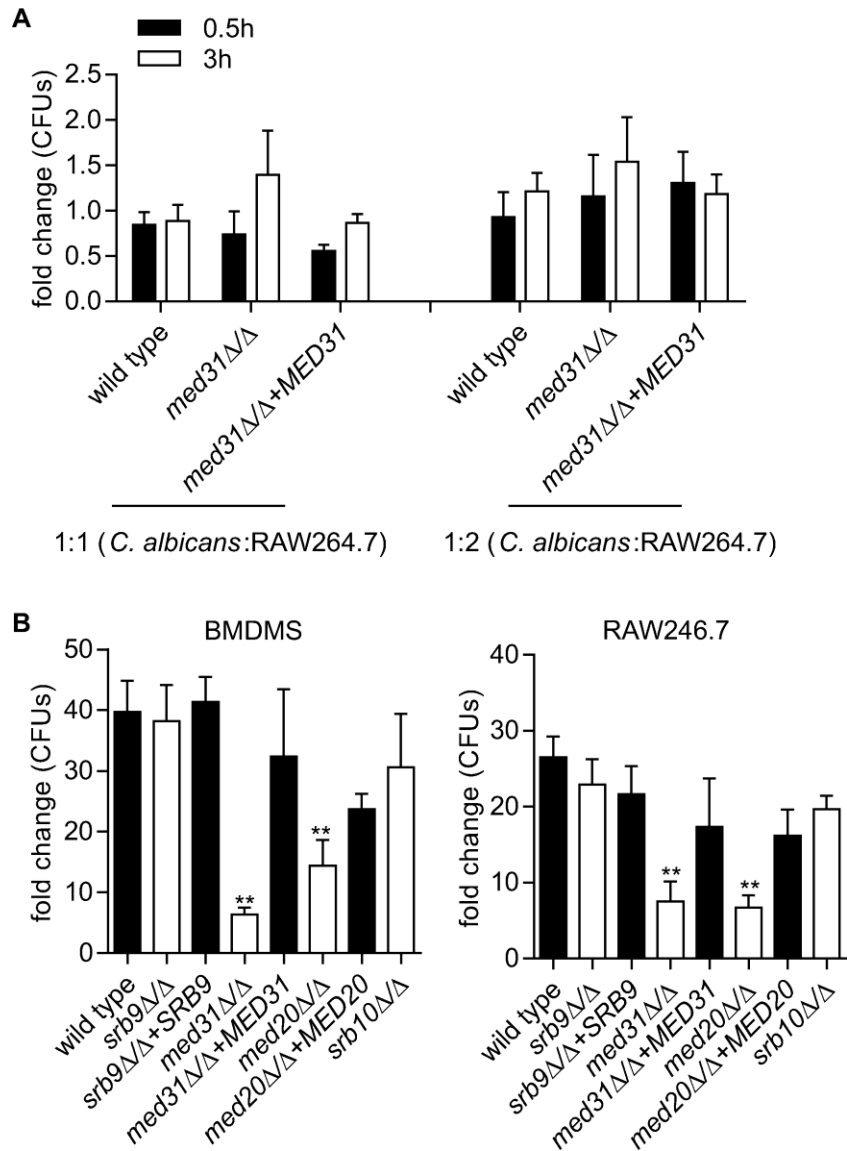 A
0.5h
3h
fold change (CFUs)
2.5
2.0
1.5
1.0
0.5
0.0
wild type
med31Δ/Δ
med31Δ/Δ+MED31
wild type
med31Δ/Δ
med31Δ/Δ+MED31
1:1 (C. albicans:RAW264.7)
1:2 (C. albicans:RAW264.7)
B
BMDMS
fold change (CFUs)
50
40
30
20
10
0
**
**
wild type
srb9Δ/Δ
srb9Δ/Δ+SRB9
med31Δ/Δ
med31Δ/Δ+MED31
med20Δ/Δ
med20Δ/Δ+MED20
srb10Δ/Δ
RAW246.7
fold change (CFUs)
40
30
20
10
0
**
**
wild type
srb9Δ/Δ
srb9Δ/Δ+SRB9
med31Δ/Δ
med31Δ/Δ+MED31
med20Δ/Δ
med20Δ/Δ+MED20
srb10Δ/Δ